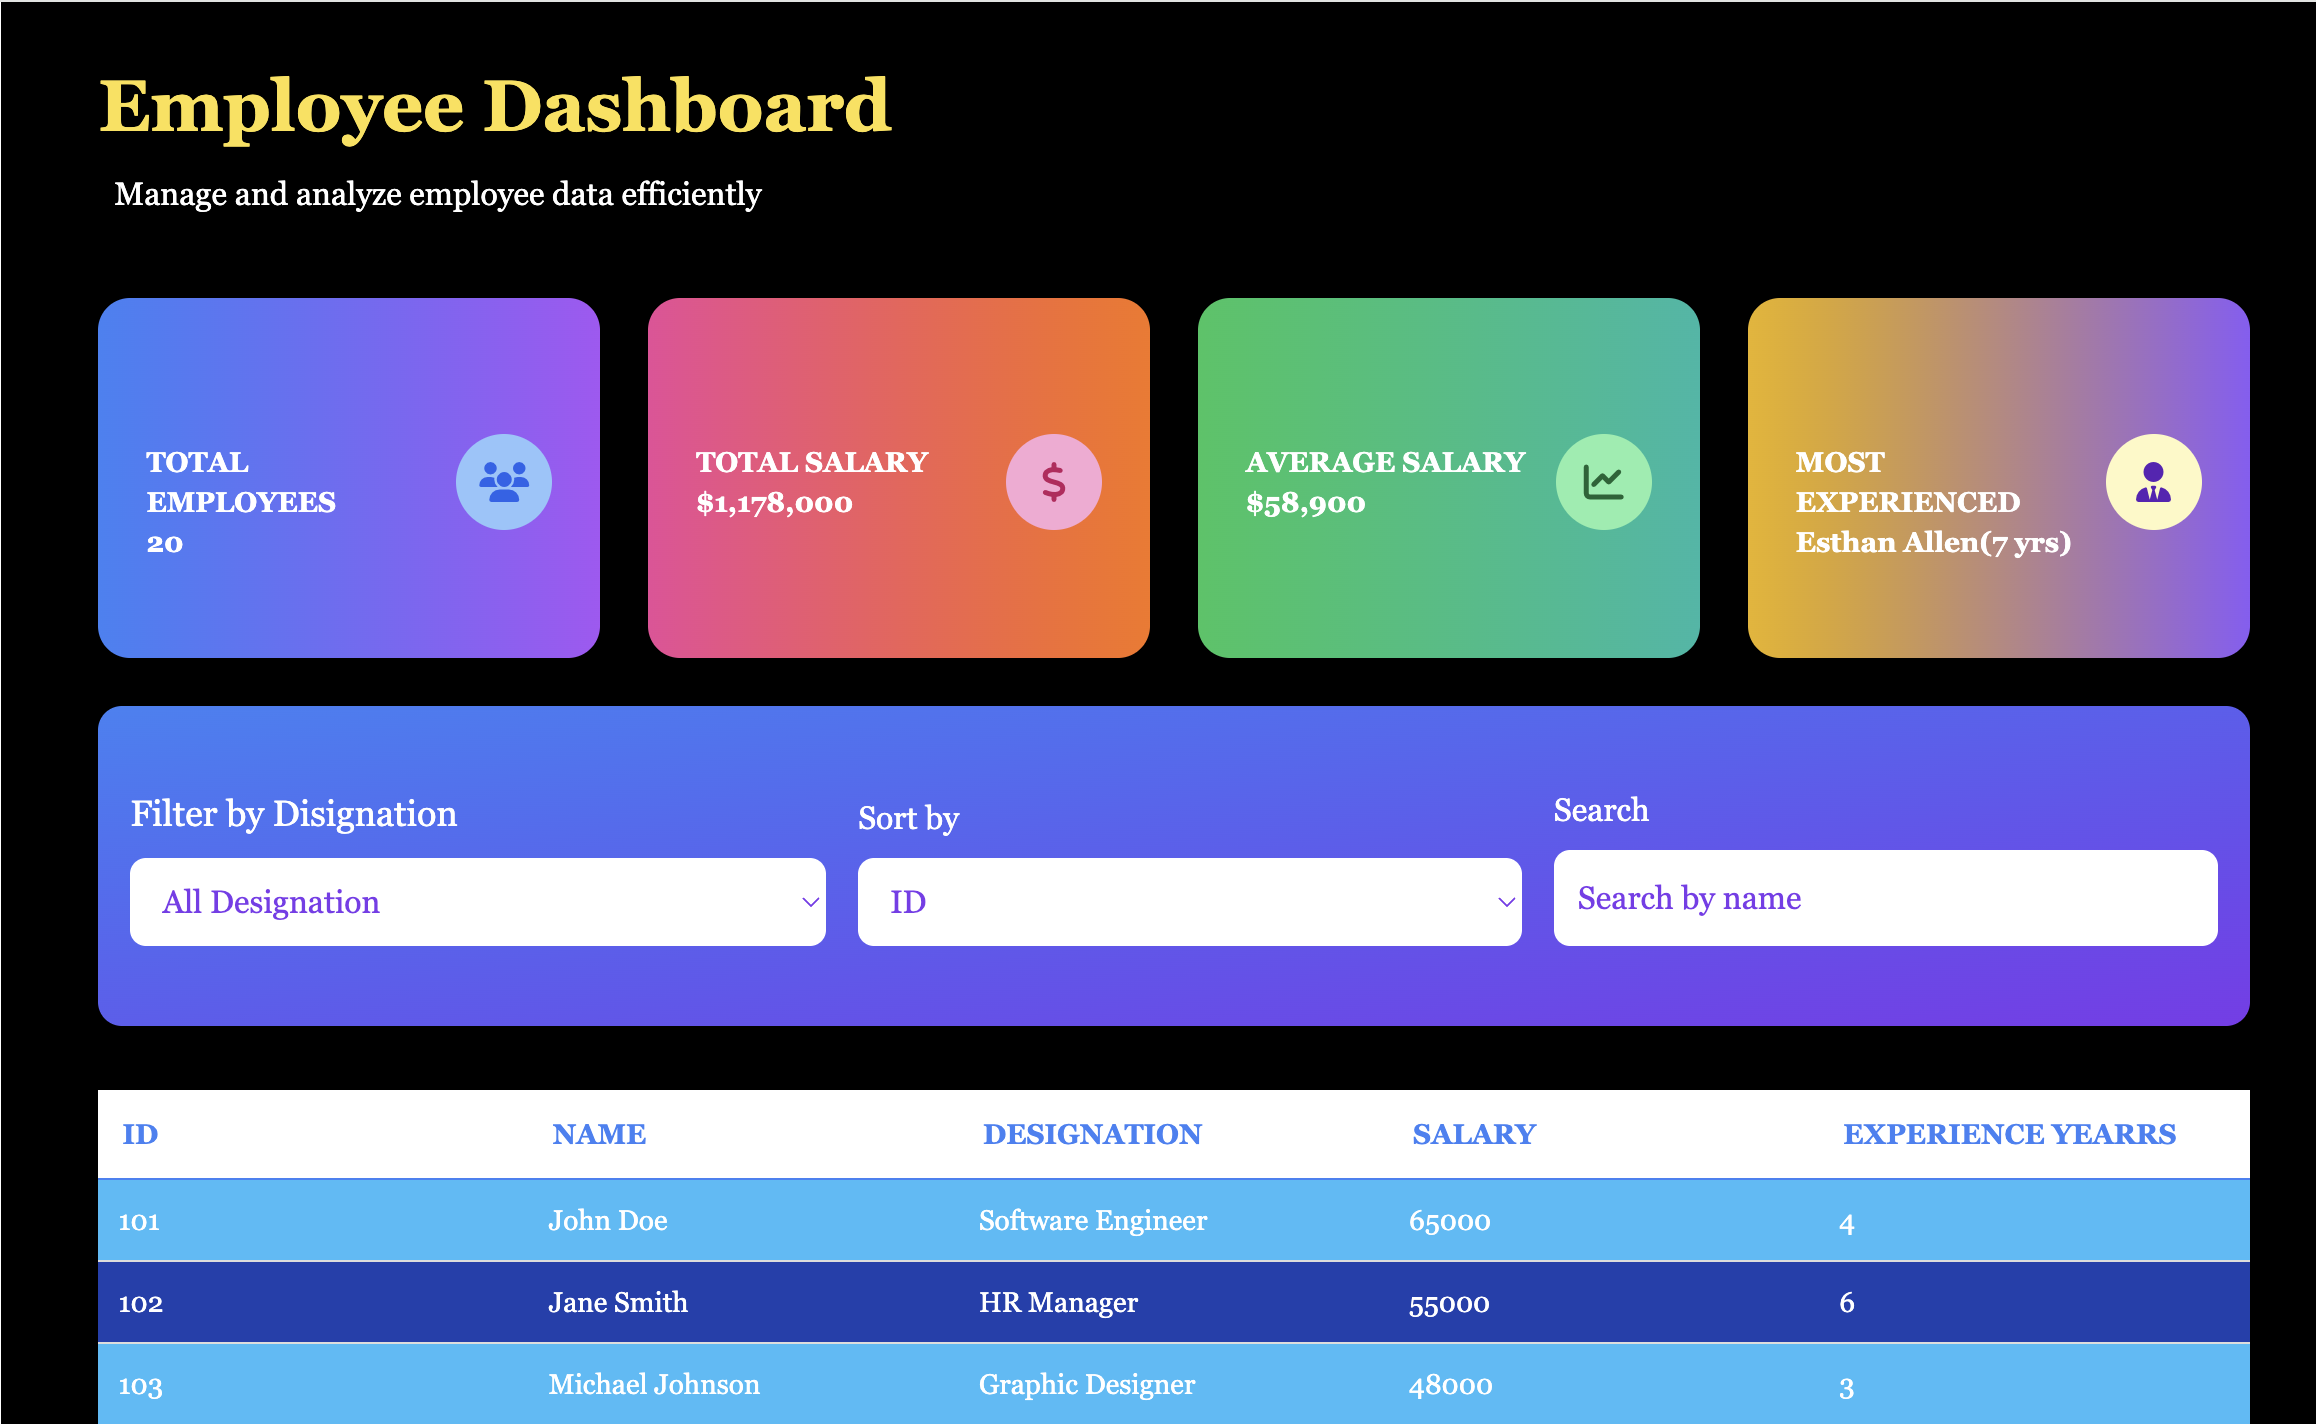 Employee Dashboard
Manage and analyze employee data efficiently
TOTAL
EMPLOYEES
20
TOTAL SALARY
$1,178,000
AVERAGE SALARY
$58,900
MOST
EXPERIENCED
Esthan Allen(7 yrs)
Filter by Disignation
All Designation
Sort by
ID
Search
Search by name
ID NAME DESIGNATION SALARY EXPERIENCE YEARRS
101 John Doe Software Engineer 65000 4
102 Jane Smith HR Manager 55000 6
103 Michael Johnson Graphic Designer 48000 3